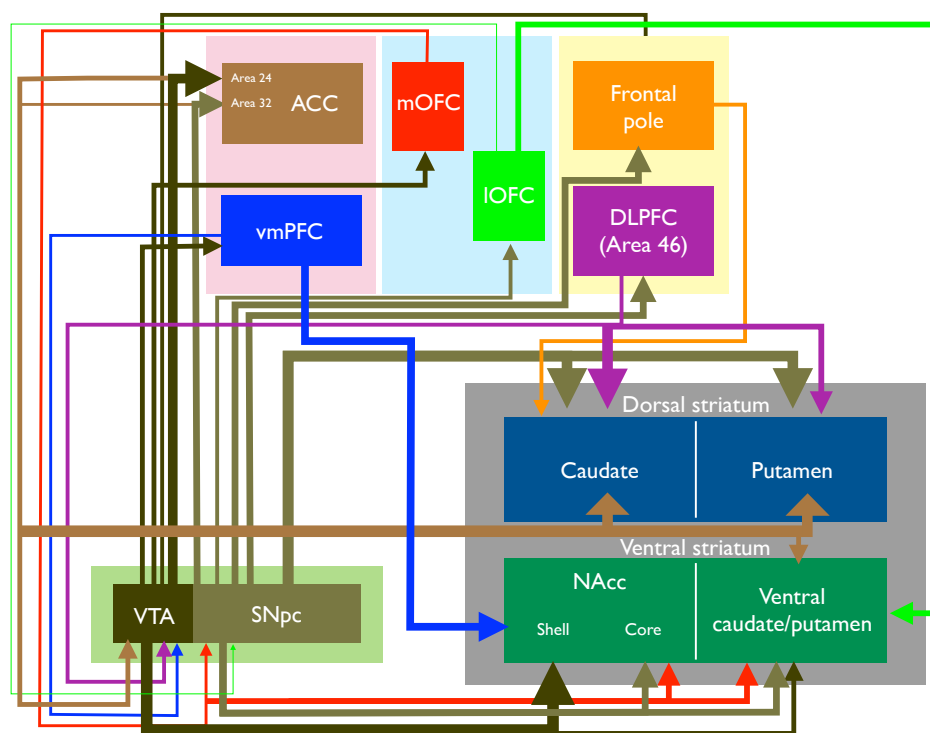 Area 24
Area 32
ACC
mOFC
Frontal
pole
lOFC
vmPFC
DLPFC
(Area 46)
Dorsal striatum
Caudate
Putamen
Ventral striatum
NAcc
Shell
Core
Ventral
caudate/putamen
VTA
SNpc